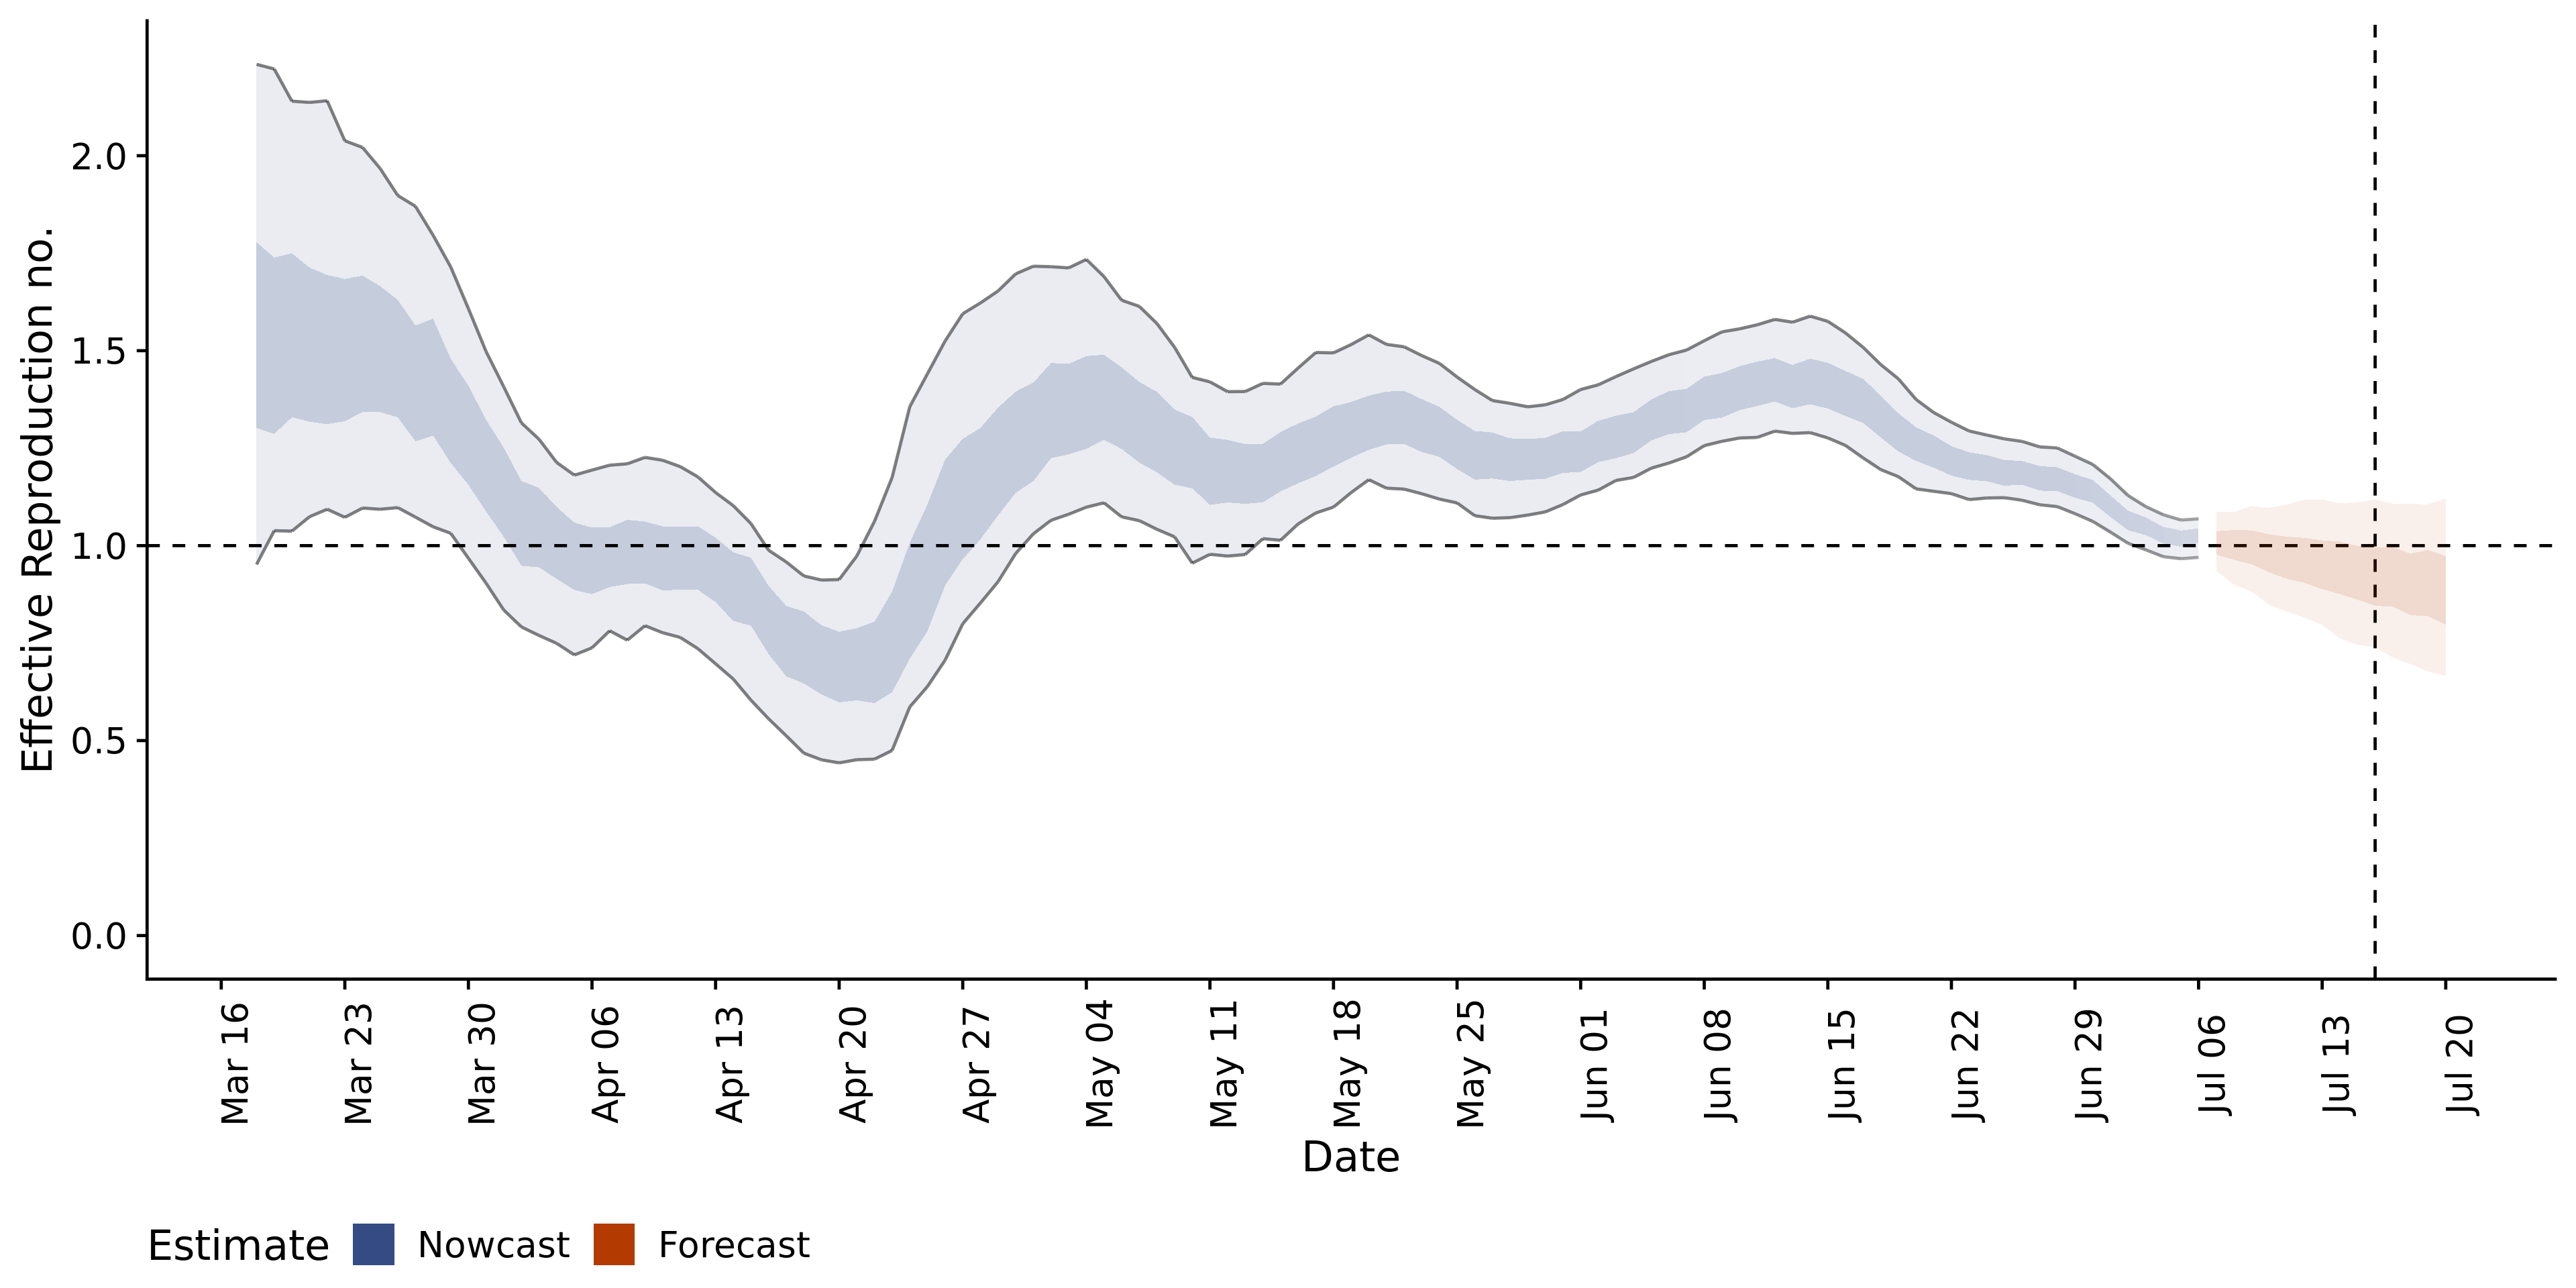 Effective Reproduction no.
2.0
1.5
1.0
0.5
0.0
Mar 16
Mar 23
Mar 30
Apr 06
Apr 13
Apr 20
Apr 27
May 04
May 11
May 18
May 25
Jun 01
Jun 08
Jun 15
Jun 22
Jun 29
Jul 06
Jul 13
Jul 20
Date
Estimate Nowcast Forecast